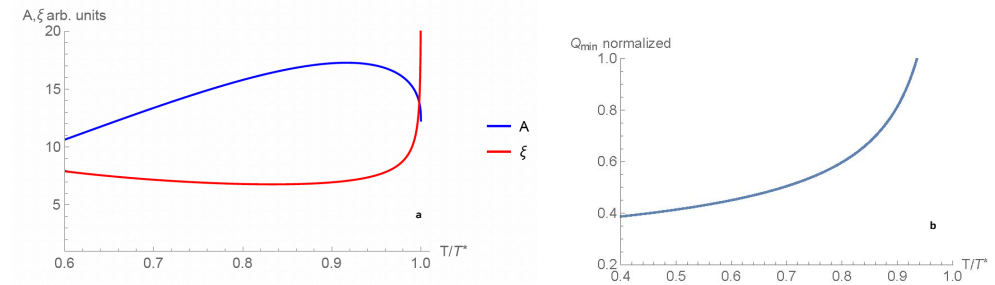 A,ξ arb. units
20
15
10
5
0.6 0.7 0.8 0.9 1.0
T/T*
A
ξ
a
Qmin normalized
1.0
0.8
0.6
0.4
0.2
0.4 0.5 0.6 0.7 0.8 0.9 1.0
T/T*
b